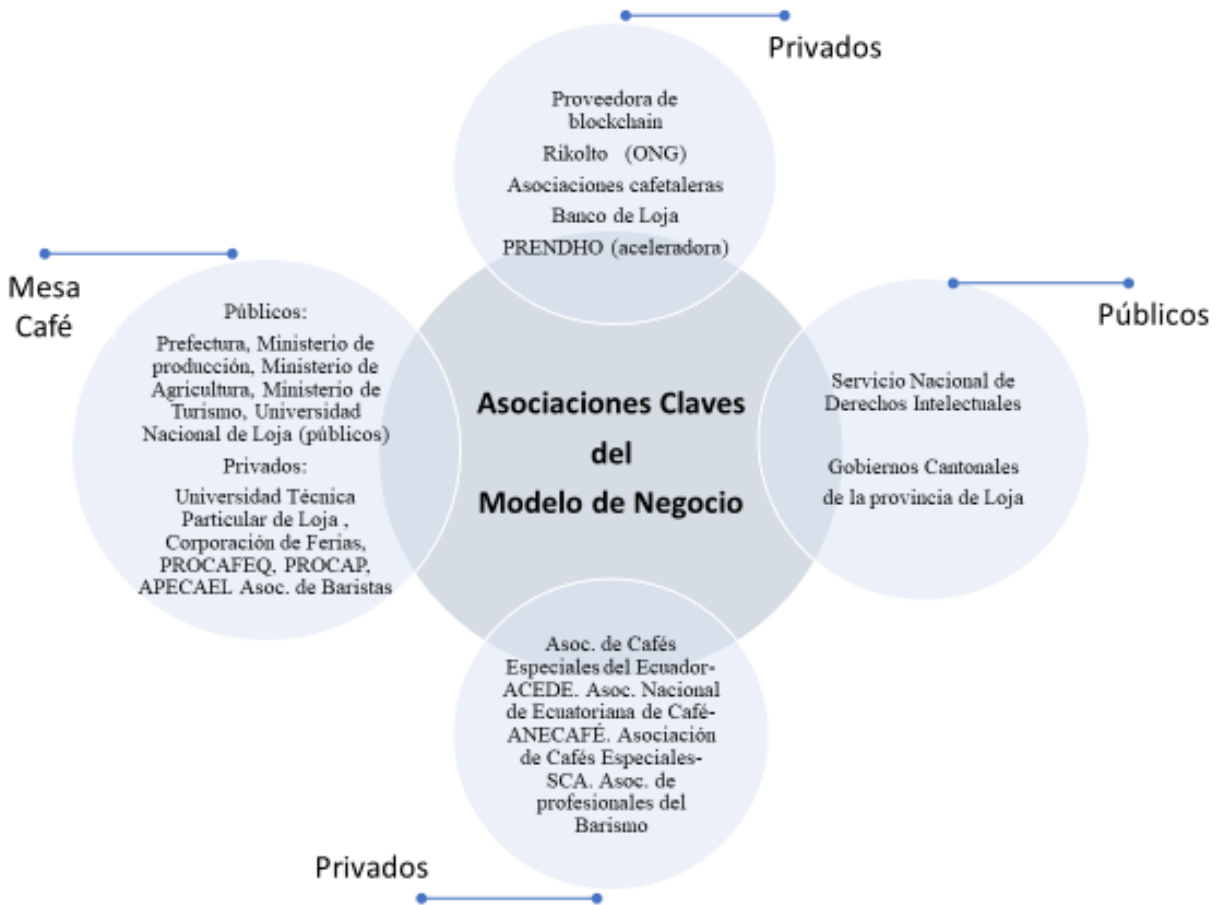 Privados
Proveedora de
blockchain
Rikolto (ONG)
Asociaciones cafetaleras
Banco de Loja
PRENDHO (aceleradora)
Mesa
Café
Públicos:
Prefectura, Ministerio de
producción, Ministerio de
Agricultura, Ministerio de
Turismo, Universidad
Nacional de Loja (públicos)
Privados:
Universidad Técnica
Particular de Loja ,
Corporación de Ferias,
PROCAFEQ, PROCAP,
APECAEL Asoc. de Baristas
Asociaciones Claves
del
Modelo de Negocio
Públicos
Servicio Nacional de
Derechos Intelectuales
Gobiernos Cantonales
de la provincia de Loja
Asoc. de Cafés
Especiales del Ecuador-
ACEDE. Asoc. Nacional
de Ecuatoriana de Café-
ANECAFÉ. Asociación
de Cafés Especiales-
SCA. Asoc. de
profesionales del
Barismo
Privados